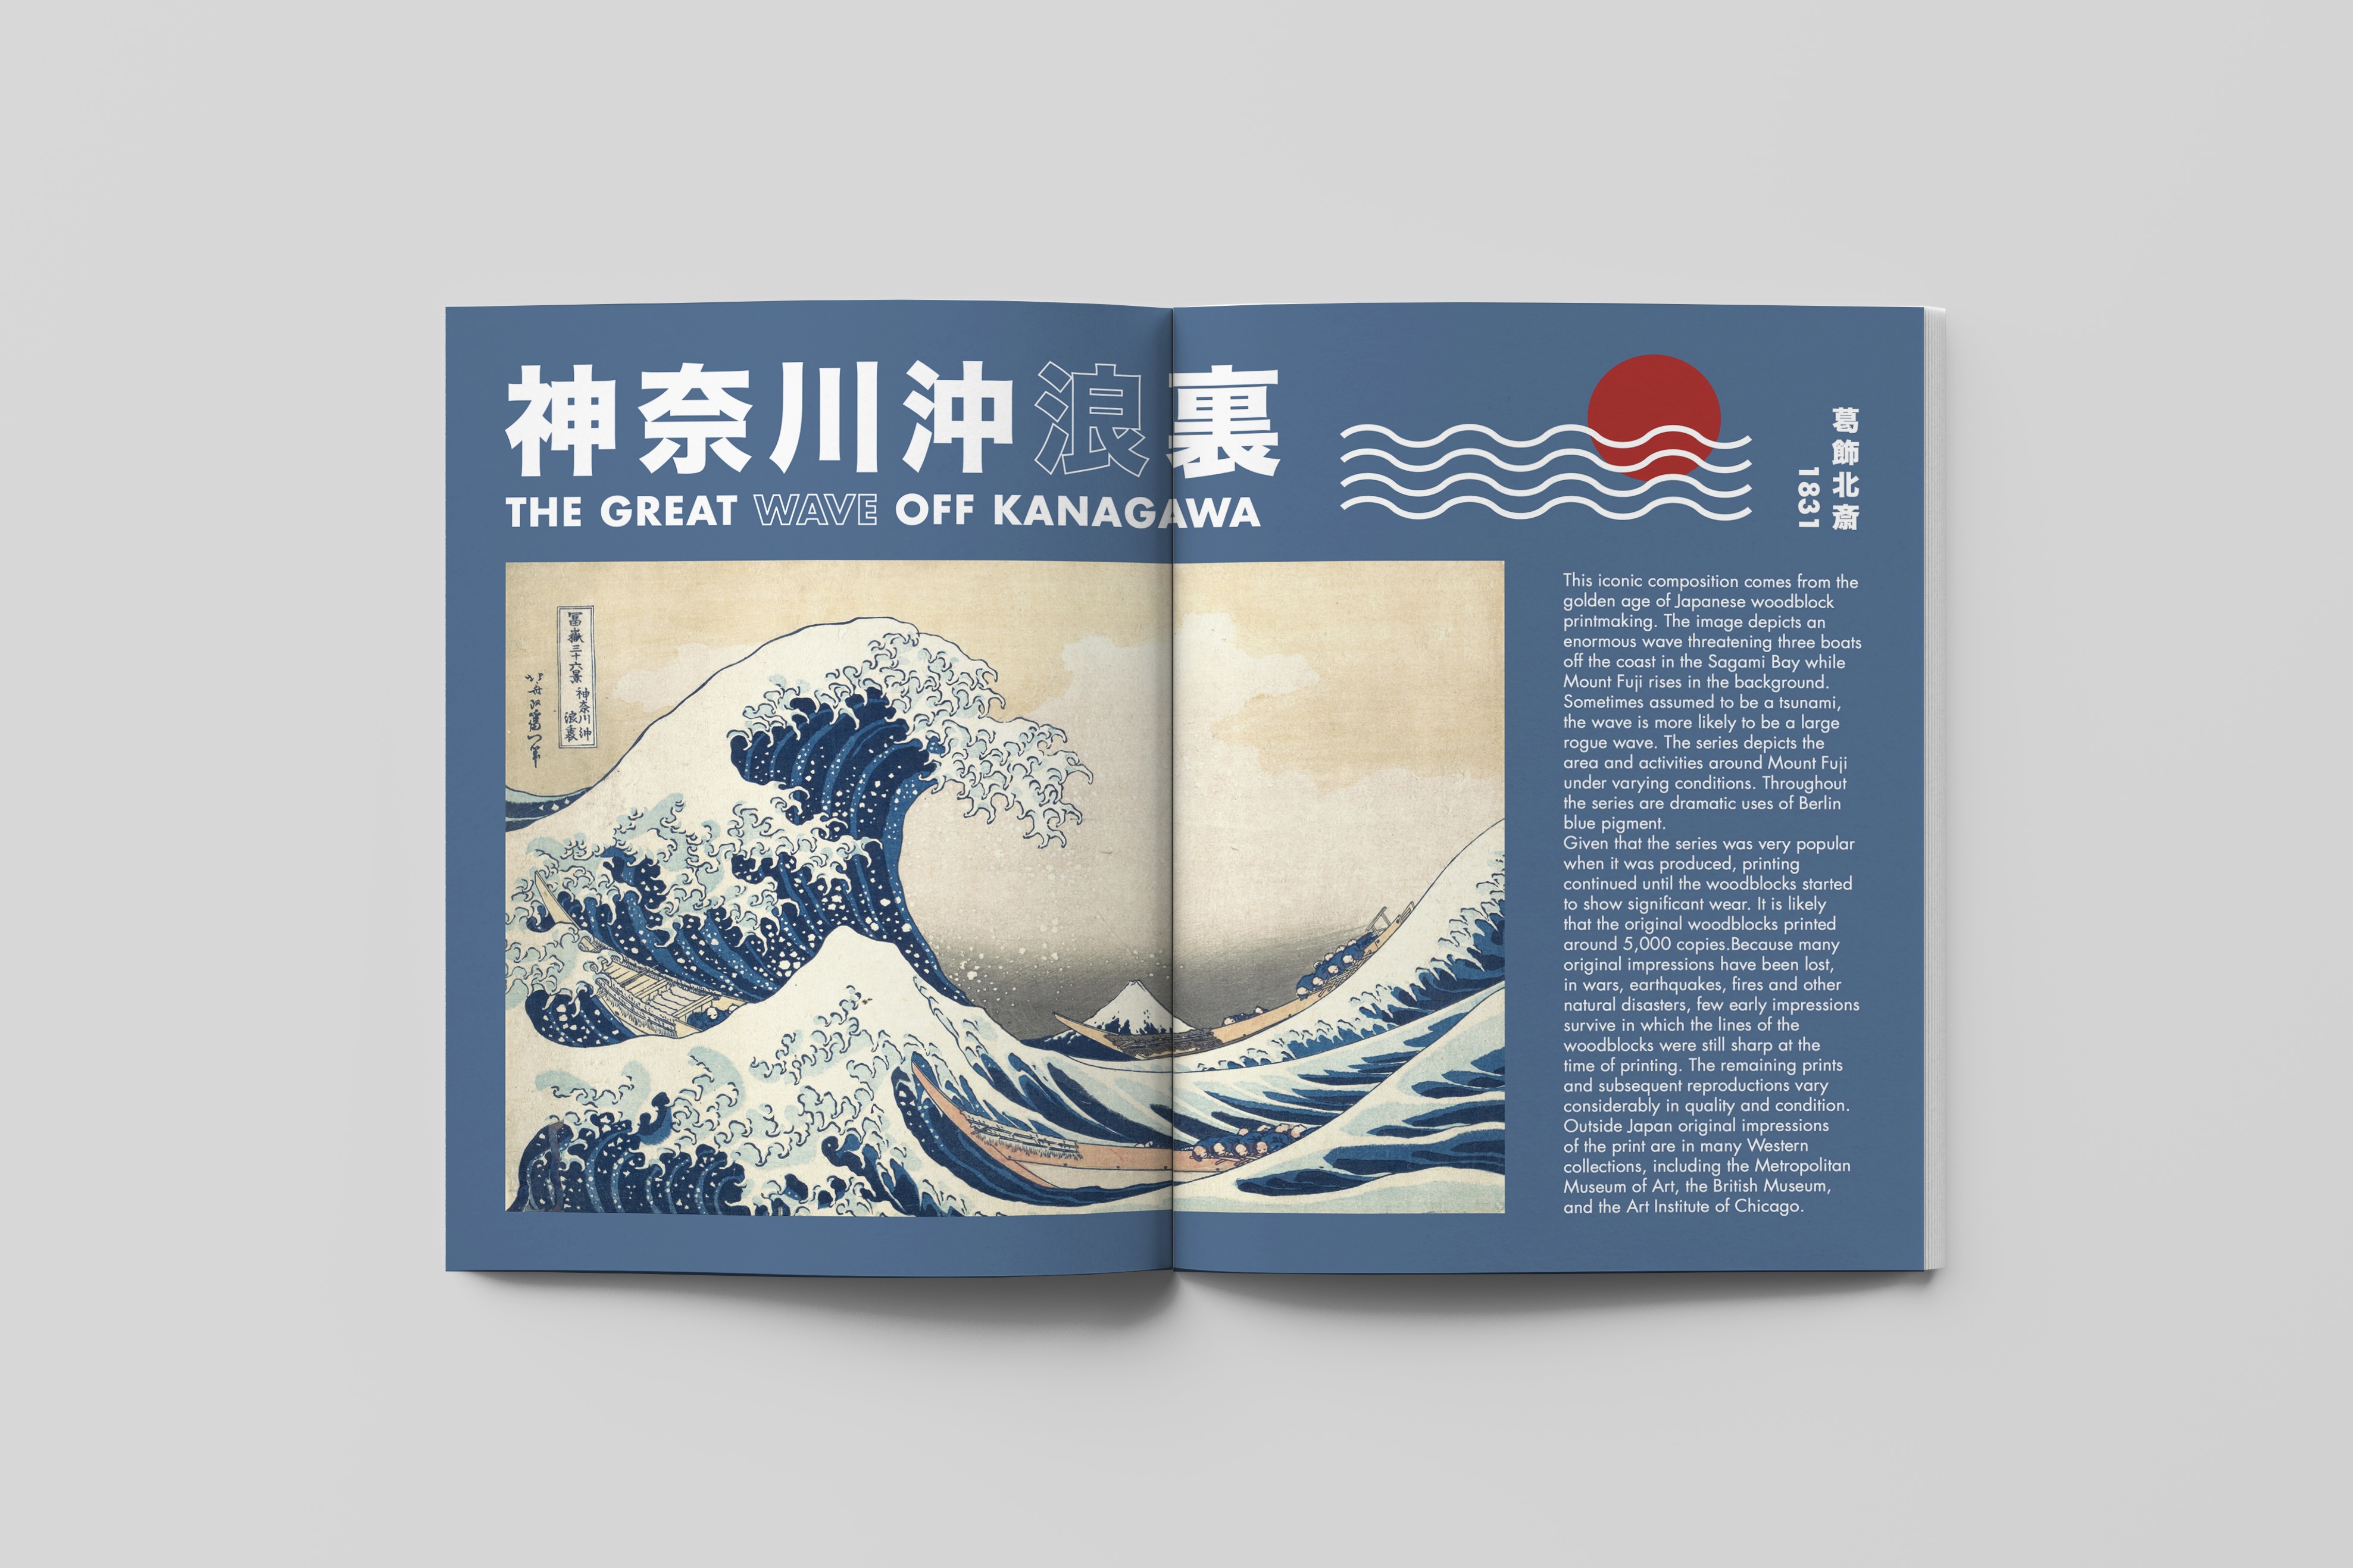 神奈川沖浪裏
THE GREAT WAVE OFF KANAGAWA
葛飾北斎
1831
冨嶽三十六景
神奈川沖
浪裏
This iconic composition comes from the
golden age of Japanese woodblock
printmaking. The image depicts an
enormous wave threatening three boats
off the coast in the Sagami Bay while
Mount Fuji rises in the background.
Sometimes assumed to be a tsunami,
the wave is more likely to be a large
rogue wave. The series depicts the
area and activities around Mount Fuji
under varying conditions. Throughout
the series are dramatic uses of Berlin
blue pigment.
Given that the series was very popular
when it was produced, printing
continued until the woodblocks started
to show significant wear. It is likely
that the original woodblocks printed
around 5,000 copies.Because many
original impressions have been lost,
in wars, earthquakes, fires and other
natural disasters, few early impressions
survive in which the lines of the
woodblocks were still sharp at the
time of printing. The remaining prints
and subsequent reproductions vary
considerably in quality and condition.
Outside Japan original impressions
of the print are in many Western
collections, including the Metropolitan
Museum of Art, the British Museum,
and the Art Institute of Chicago.